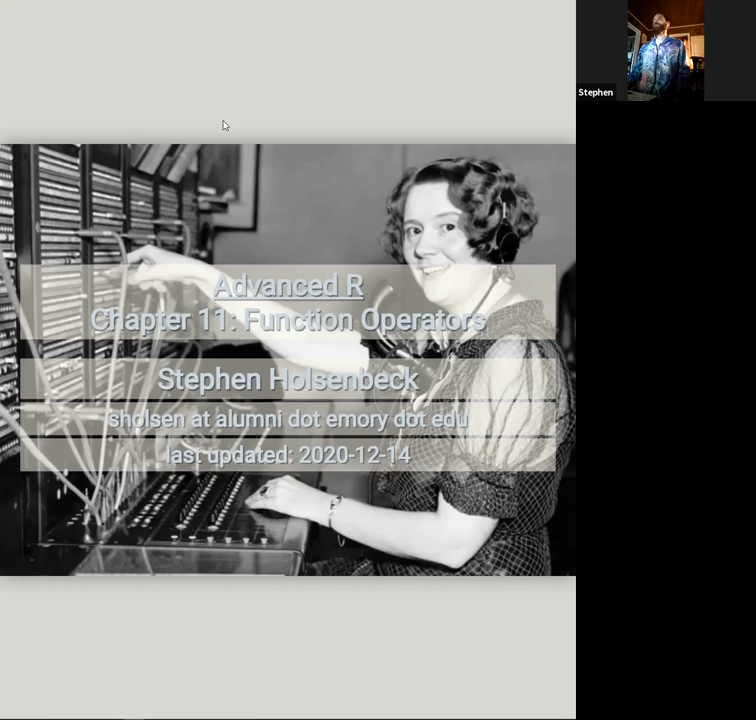 Advanced R
Chapter 11: Function Operators
Stephen Holsenbeck
sholsen at alumni dot emory dot edu
last updated: 2020-12-14
Stephen